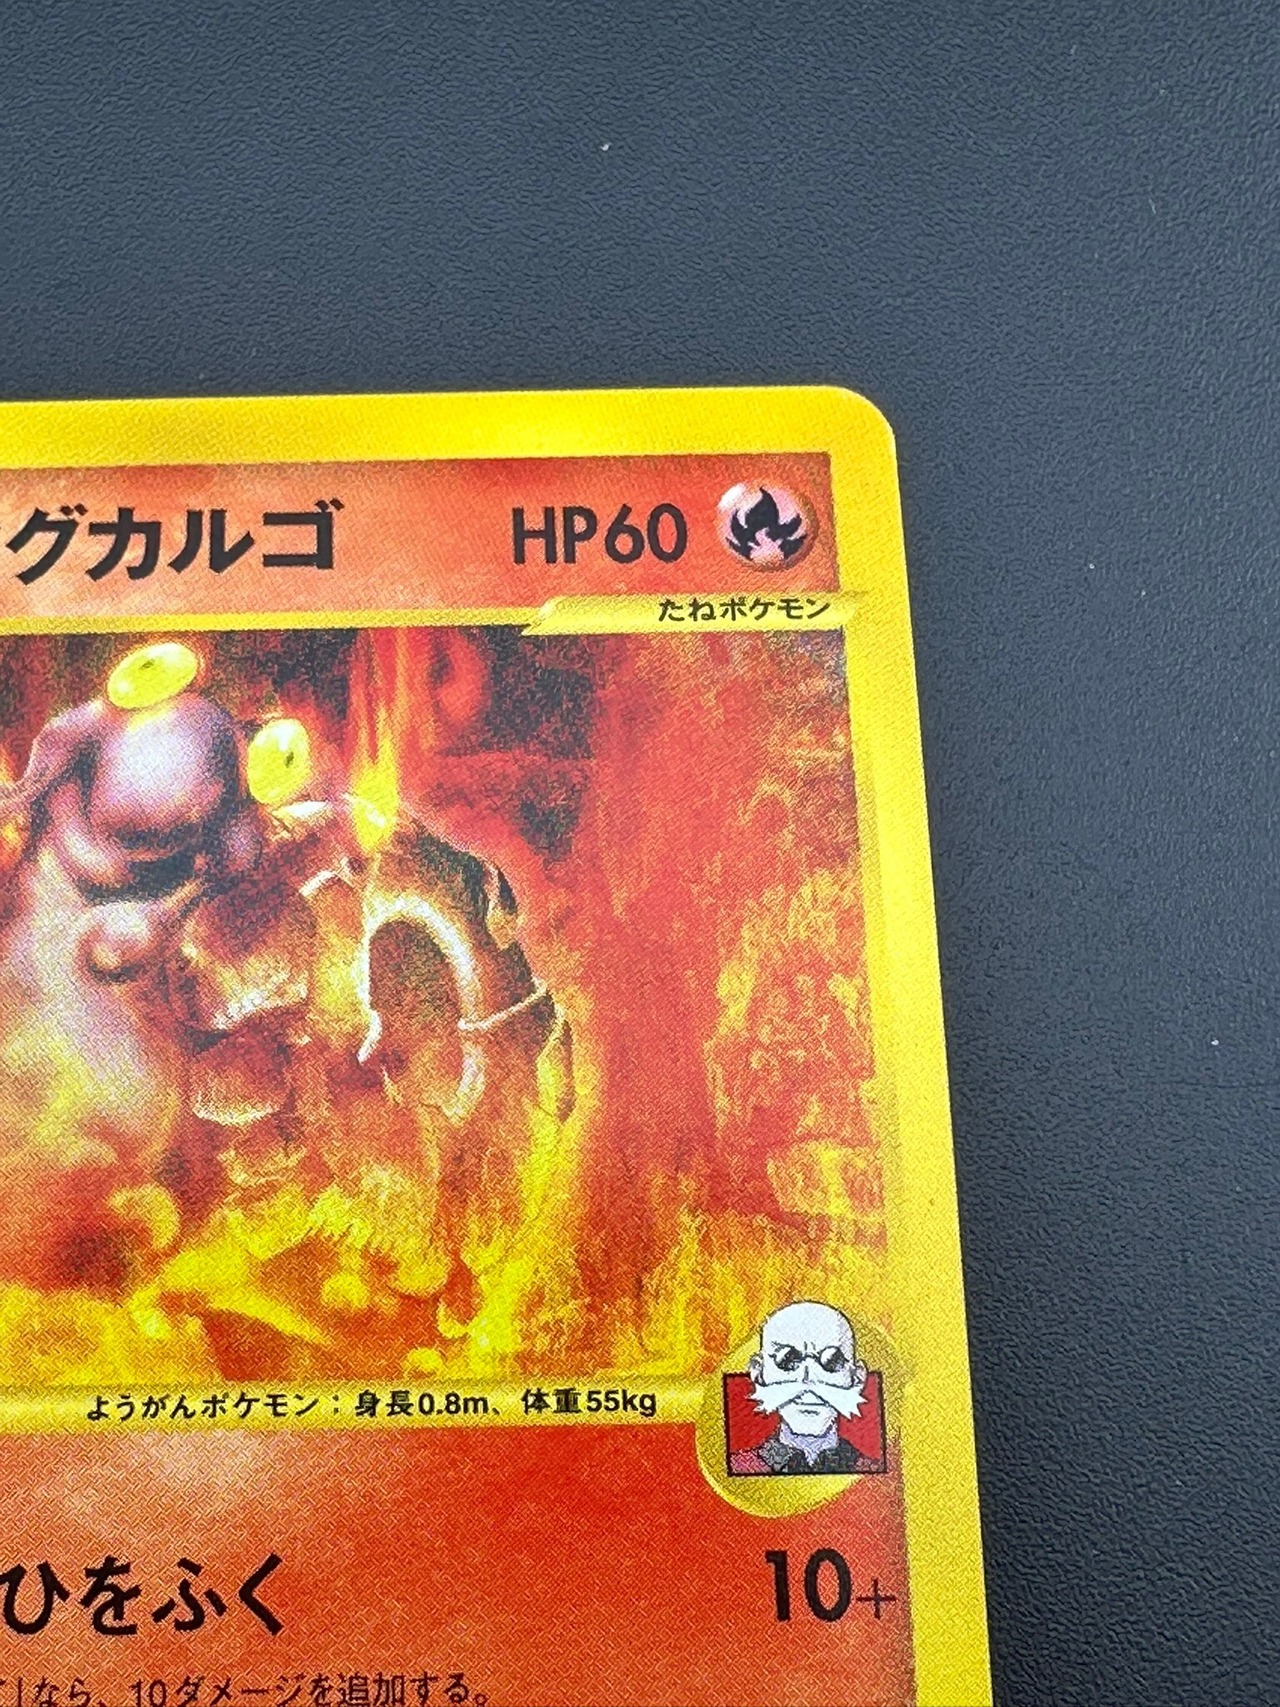 グカルゴ HP60
たねポケモン
ようがんポケモン：身長0.8m、体重55kg
ひをふく 10+
」なら、10ダメージを追加する。